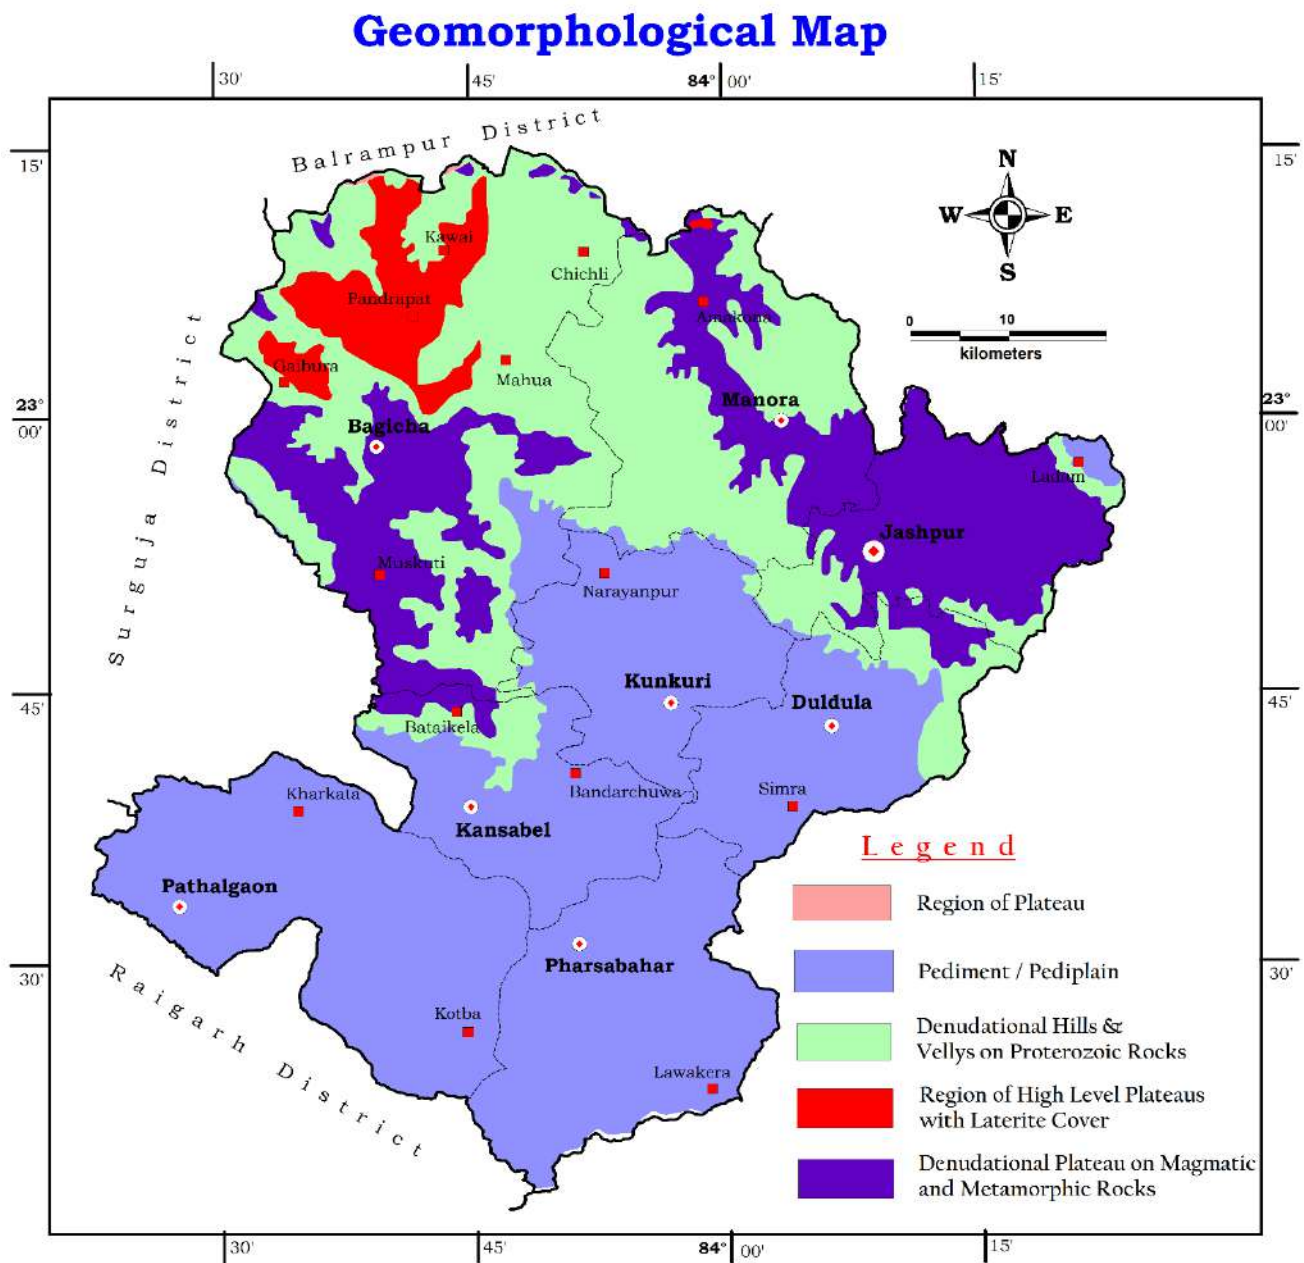 Geomorphological Map
30'
45'
84° 00'
15'
Balrampur District
15'
15'
N
W E
S
Kawai
Chichli
Pandrapat
Amakona
0 10
kilometers
Surguja District
Gaibura
Mahua
23°
00'
Manora
23°
00'
Bagicha
Ladam
Jashpur
Muskuti
Narayanpur
Kunkuri
Duldula
45'
45'
Bataikela
Kharkata
Bandarchuwa
Simra
Kansabel
Legend
Pathalgaon
Region of Plateau
Pharsabahar
30'
30'
Pediment / Pediplain
Raigarh District
Kotba
Denudational Hills &
Vellys on Proterozoic Rocks
Lawakera
Region of High Level Plateaus
with Laterite Cover
Denudational Plateau on Magmatic
and Metamorphic Rocks
30'
45'
84° 00'
15'